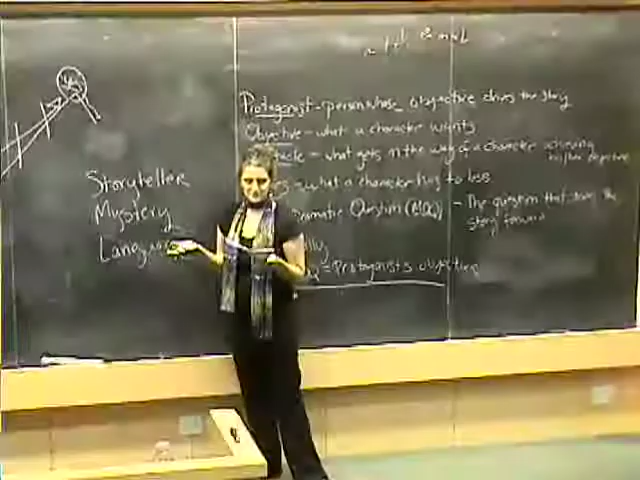 Protagonist - person whose objective drives the story
Objective - what a character wants
- what gets in the way of a character achieving
his/her objective
- what a character has to lose
Dramatic Question (MDQ) - The question that drives the
story forward
= Protagonist's objective
Storyteller
Mystery